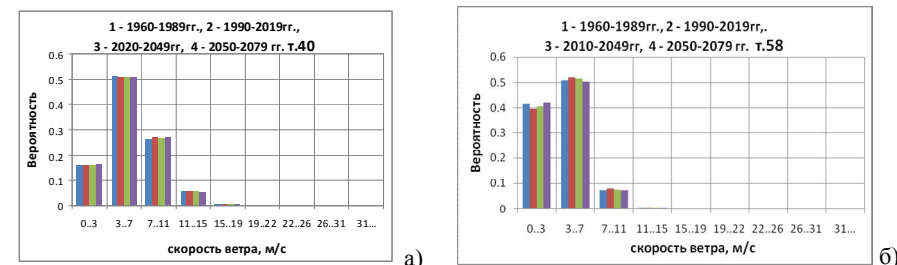 1 - 1960-1989гг., 2 - 1990-2019гг.,
3 - 2020-2049гг, 4 - 2050-2079 гг. т.40
Вероятность
0.6
0.5
0.4
0.3
0.2
0.1
0
0..3 3..7 7..11 11..15 15..19 19..22 22..26 26..31 31...
скорость ветра, м/с
а)
1 - 1960-1989гг., 2 - 1990-2019гг,.
3 - 2010-2049гг, 4 - 2050-2079 гг. т.58
Вероятность
0.6
0.5
0.4
0.3
0.2
0.1
0
0..3 3..7 7..11 11..15 15..19 19..22 22..26 26..31 31...
скорость ветра, м/с
б)